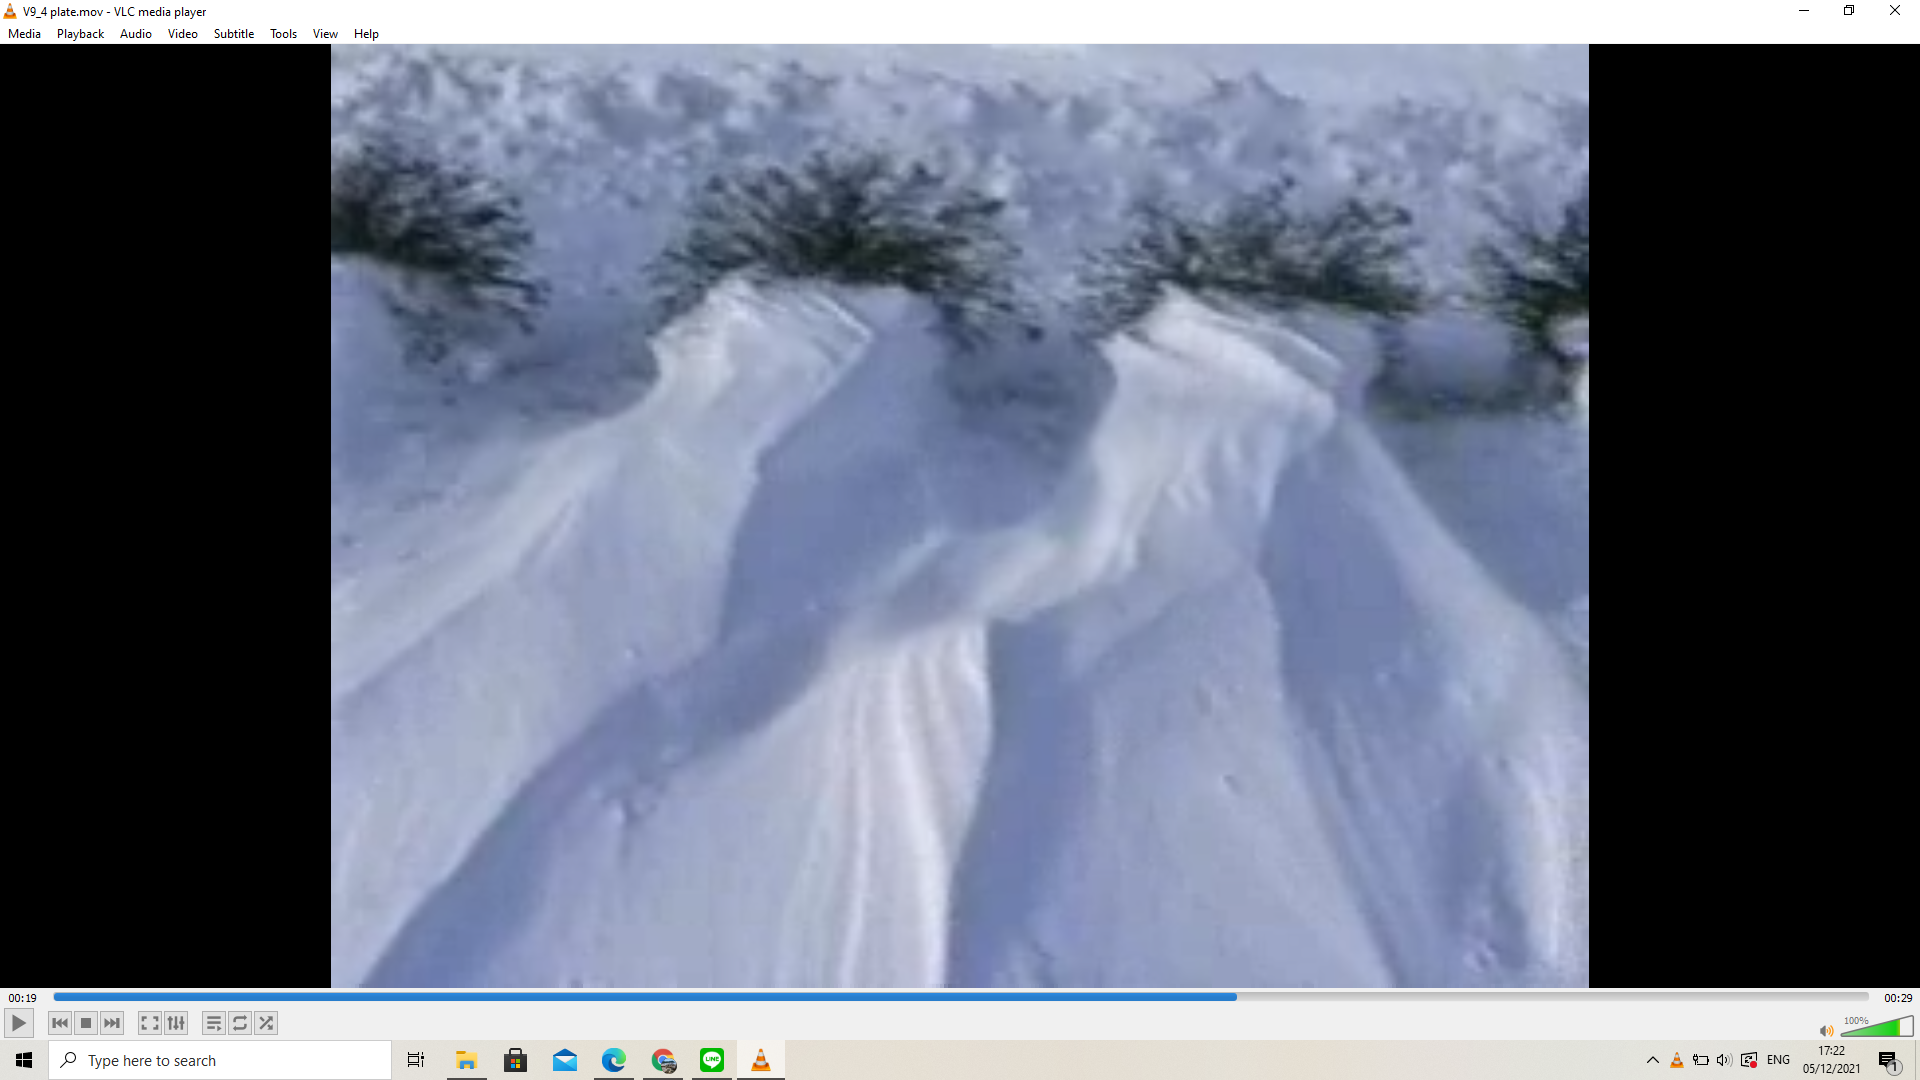 V9_4 plate.mov - VLC media player
Media Playback Audio Video Subtitle Tools View Help
00:19
00:29
100%
Type here to search
LINE
ENG
17:22
05/12/2021
1